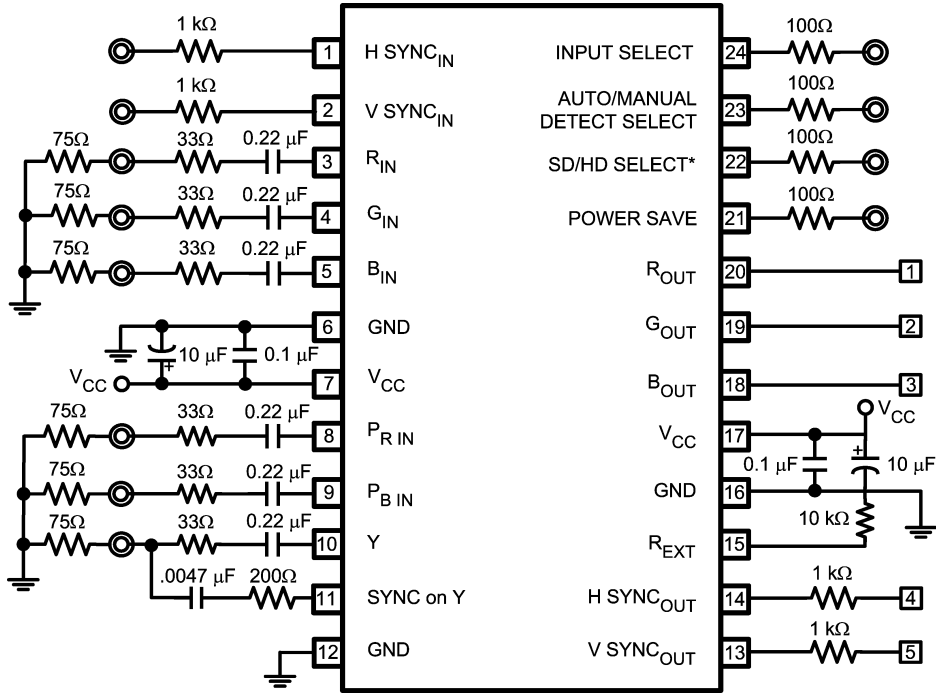 1 kΩ
1 H SYNC_IN
1 kΩ
2 V SYNC_IN
75Ω 33Ω 0.22 µF
3 R_IN
75Ω 33Ω 0.22 µF
4 G_IN
75Ω 33Ω 0.22 µF
5 B_IN
6 GND
10 µF 0.1 µF
+
V_CC 7 V_CC
75Ω 33Ω 0.22 µF
8 P_R IN
75Ω 33Ω 0.22 µF
9 P_B IN
75Ω 33Ω 0.22 µF
10 Y
.0047 µF 200Ω
11 SYNC on Y
12 GND
100Ω
INPUT SELECT 24
100Ω
AUTO/MANUAL
DETECT SELECT 23
100Ω
SD/HD SELECT* 22
100Ω
POWER SAVE 21
R_OUT 20 1
G_OUT 19 2
B_OUT 18 3
V_CC
V_CC 17
+
0.1 µF 10 µF
GND 16
10 kΩ
R_EXT 15
1 kΩ
H SYNC_OUT 14 4
1 kΩ
V SYNC_OUT 13 5